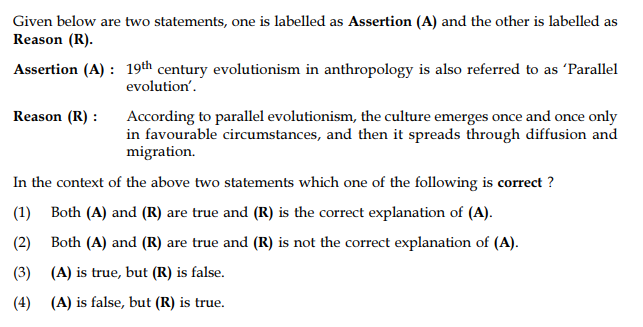 Given below are two statements, one is labelled as Assertion (A) and the other is labelled as
Reason (R).
Assertion (A) : 19th century evolutionism in anthropology is also referred to as ‘Parallel
evolution’.
Reason (R) : According to parallel evolutionism, the culture emerges once and once only
in favourable circumstances, and then it spreads through diffusion and
migration.
In the context of the above two statements which one of the following is correct ?
(1) Both (A) and (R) are true and (R) is the correct explanation of (A).
(2) Both (A) and (R) are true and (R) is not the correct explanation of (A).
(3) (A) is true, but (R) is false.
(4) (A) is false, but (R) is true.